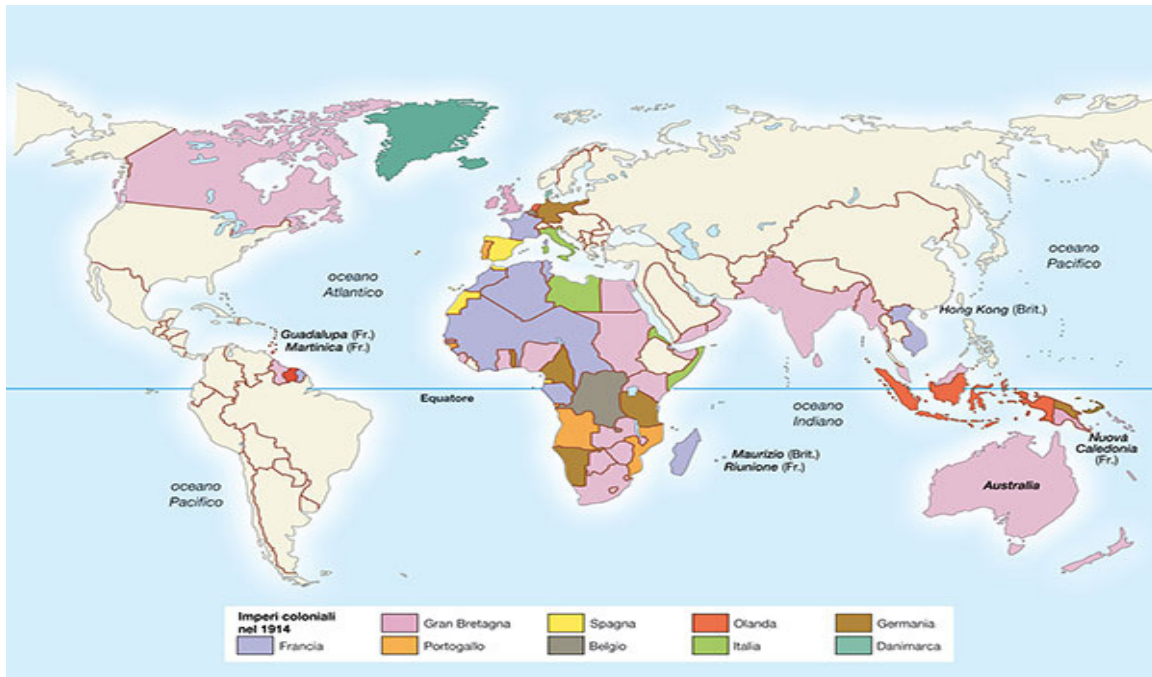 oceano
Atlantico
oceano
Pacifico
Hong Kong (Brit.)
Guadalupa (Fr.)
Martinica (Fr.)
Equatore
oceano
Indiano
Maurizio (Brit.)
Riunione (Fr.)
Nuova
Caledonia
(Fr.)
oceano
Pacifico
Australia
Imperi coloniali
nel 1914
Francia
Gran Bretagna
Portogallo
Spagna
Belgio
Olanda
Italia
Germania
Danimarca